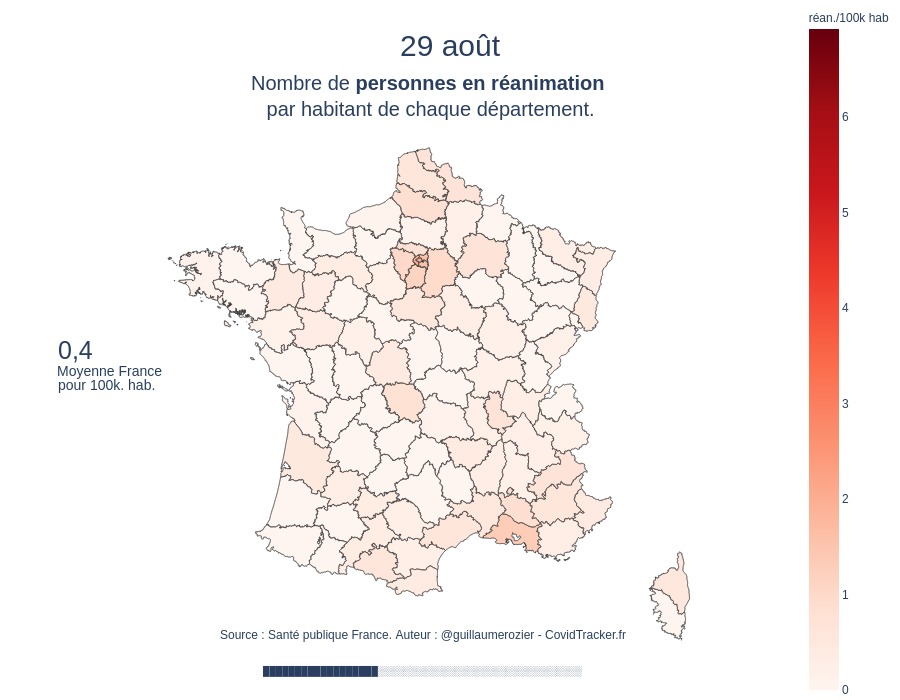 réan./100k hab
29 août
Nombre de personnes en réanimation
par habitant de chaque département.
6
5
4
3
2
1
0
0,4
Moyenne France
pour 100k. hab.
Source : Santé publique France. Auteur : @guillaumerozier - CovidTracker.fr